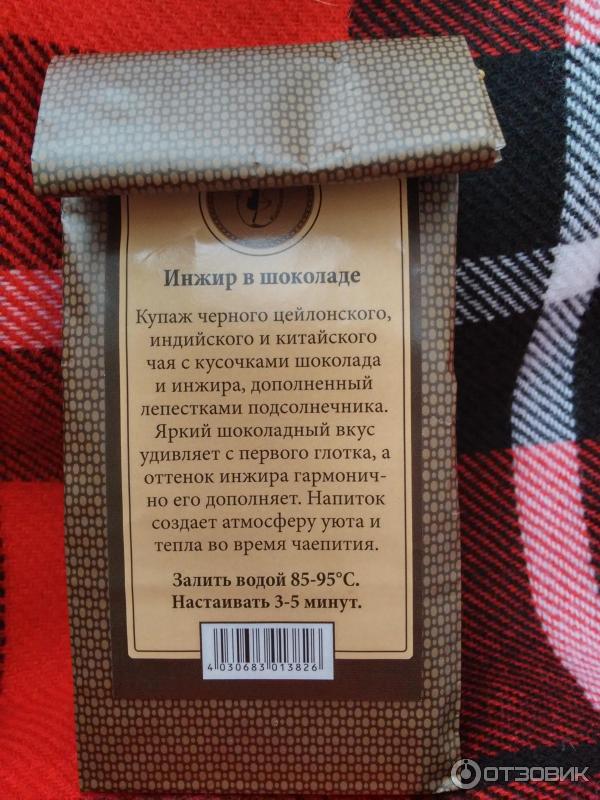 Инжир в шоколаде
Купаж черного цейлонского,
индийского и китайского
чая с кусочками шоколада
и инжира, дополненный
лепестками подсолнечника.
Яркий шоколадный вкус
удивляет с первого глотка, а
оттенок инжира гармонич-
но его дополняет. Напиток
создает атмосферу уюта и
тепла во время чаепития.
Залить водой 85-95°С.
Настаивать 3-5 минут.
4 030683 013826
ОТЗОВИК